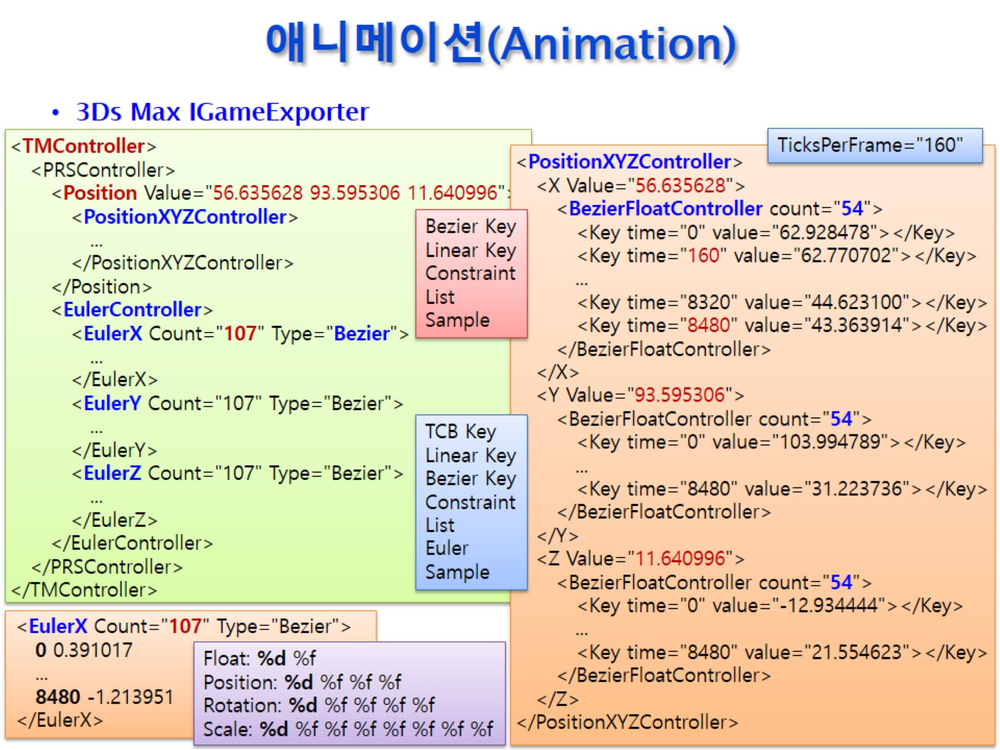 애니메이션(Animation)
• 3Ds Max IGameExporter
<TMController>
<PRSController>
<Position Value="56.635628 93.595306 11.640996">
<PositionXYZController>
...
</PositionXYZController>
</Position>
<EulerController>
<EulerX Count="107" Type="Bezier">
...
</EulerX>
<EulerY Count="107" Type="Bezier">
...
</EulerY>
<EulerZ Count="107" Type="Bezier">
...
</EulerZ>
</EulerController>
</PRSController>
</TMController>
Bezier Key
Linear Key
Constraint
List
Sample
TCB Key
Linear Key
Bezier Key
Constraint
List
Euler
Sample
<EulerX Count="107" Type="Bezier">
0 0.391017
...
8480 -1.213951
</EulerX>
Float: %d %f
Position: %d %f %f %f
Rotation: %d %f %f %f %f
Scale: %d %f %f %f %f %f %f %f
TicksPerFrame="160"
<PositionXYZController>
<X Value="56.635628">
<BezierFloatController count="54">
<Key time="0" value="62.928478"></Key>
<Key time="160" value="62.770702"></Key>
...
<Key time="8320" value="44.623100"></Key>
<Key time="8480" value="43.363914"></Key>
</BezierFloatController>
</X>
<Y Value="93.595306">
<BezierFloatController count="54">
<Key time="0" value="103.994789"></Key>
...
<Key time="8480" value="31.223736"></Key>
</BezierFloatController>
</Y>
<Z Value="11.640996">
<BezierFloatController count="54">
<Key time="0" value="-12.934444"></Key>
...
<Key time="8480" value="21.554623"></Key>
</BezierFloatController>
</Z>
</PositionXYZController>